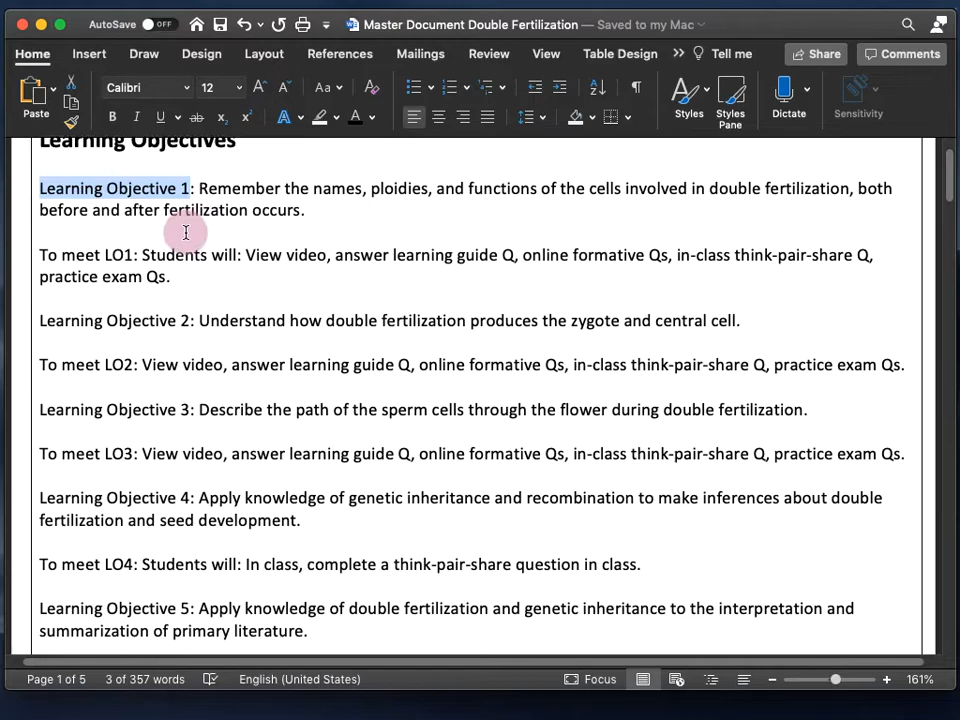 AutoSave OFF Master Document Double Fertilization — Saved to my Mac
Home Insert Draw Design Layout References Mailings Review View Table Design Tell me Share Comments
Paste Calibri 12 Aa Styles Styles Pane Dictate Sensitivity
Learning Objectives
Learning Objective 1: Remember the names, ploidies, and functions of the cells involved in double fertilization, both
before and after fertilization occurs.
To meet LO1: Students will: View video, answer learning guide Q, online formative Qs, in-class think-pair-share Q,
practice exam Qs.
Learning Objective 2: Understand how double fertilization produces the zygote and central cell.
To meet LO2: View video, answer learning guide Q, online formative Qs, in-class think-pair-share Q, practice exam Qs.
Learning Objective 3: Describe the path of the sperm cells through the flower during double fertilization.
To meet LO3: View video, answer learning guide Q, online formative Qs, in-class think-pair-share Q, practice exam Qs.
Learning Objective 4: Apply knowledge of genetic inheritance and recombination to make inferences about double
fertilization and seed development.
To meet LO4: Students will: In class, complete a think-pair-share question in class.
Learning Objective 5: Apply knowledge of double fertilization and genetic inheritance to the interpretation and
summarization of primary literature.
Page 1 of 5 3 of 357 words English (United States) Focus 161%